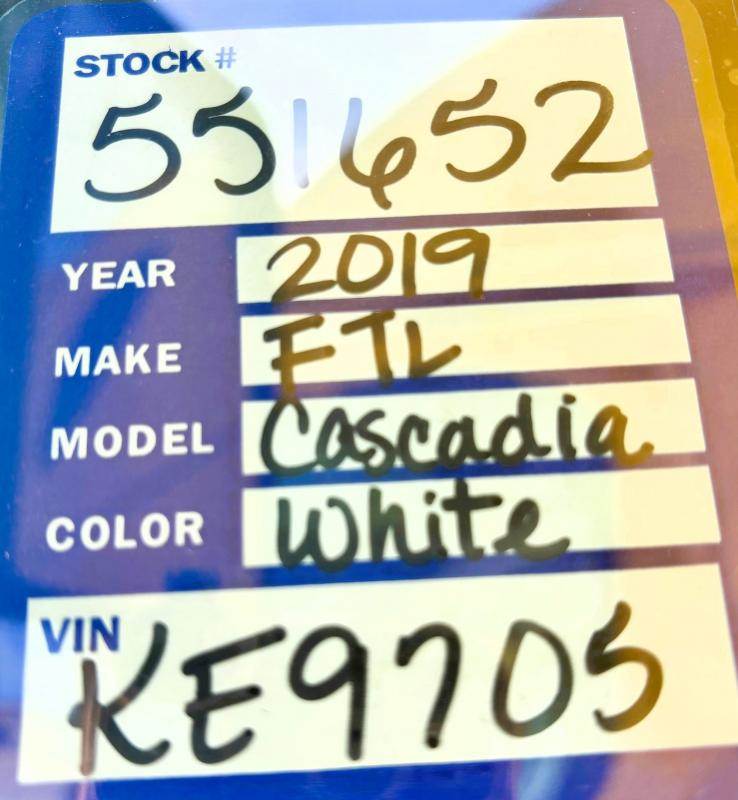 STOCK #
551652
YEAR 2019
MAKE FTL
MODEL Cascadia
COLOR White
VIN
KE9705